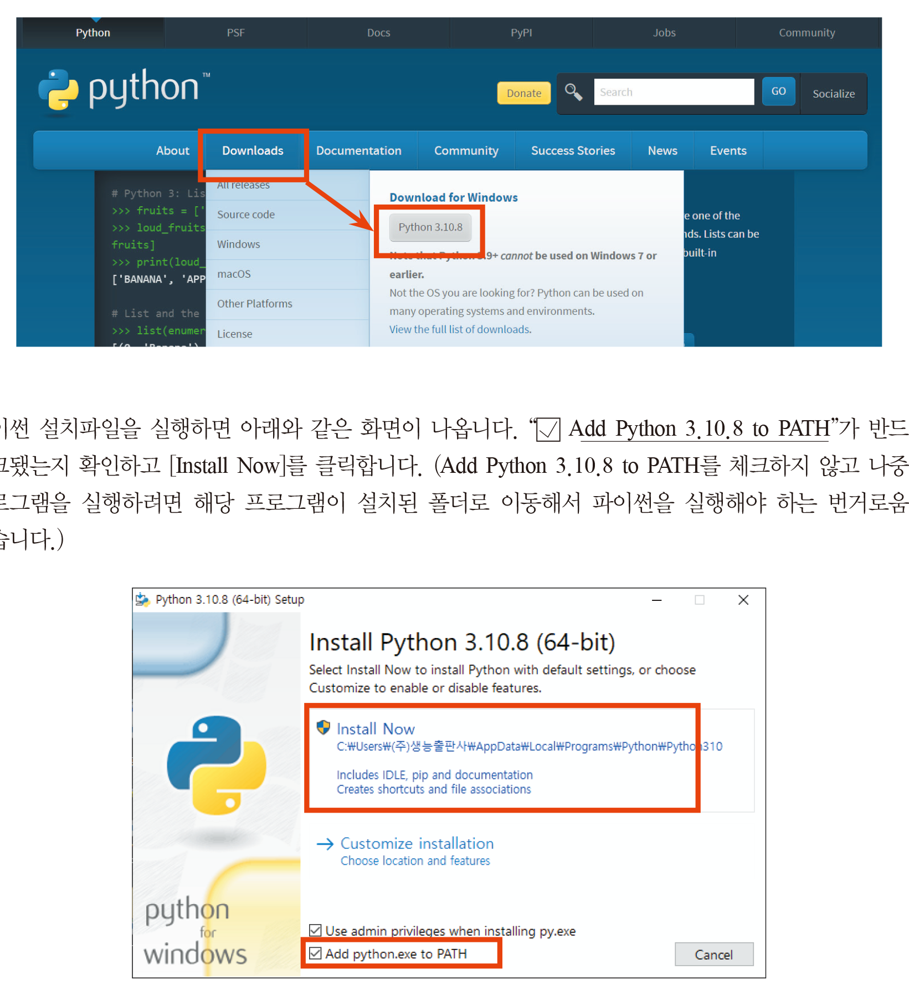 Python PSF Docs PyPI Jobs Community
python™ Donate Search GO Socialize
About Downloads Documentation Community Success Stories News Events
All releases
Source code
Windows
macOS
Other Platforms
License
# Python 3: Lis
>>> fruits = ['
>>> loud_fruits
fruits]
>>> print(loud_
['BANANA', 'APP
# List and the
>>> list(enumer
Download for Windows
Python 3.10.8
Note that Python 3.9+ cannot be used on Windows 7 or
earlier.
Not the OS you are looking for? Python can be used on
many operating systems and environments.
View the full list of downloads.
e one of the
nds. Lists can be
built-in
썬 설치파일을 실행하면 아래와 같은 화면이 나옵니다. “☑ Add Python 3.10.8 to PATH”가 반드
됐는지 확인하고 [Install Now]를 클릭합니다. (Add Python 3.10.8 to PATH를 체크하지 않고 나중
로그램을 실행하려면 해당 프로그램이 설치된 폴더로 이동해서 파이썬을 실행해야 하는 번거로움
습니다.)
Python 3.10.8 (64-bit) Setup
Install Python 3.10.8 (64-bit)
Select Install Now to install Python with default settings, or choose
Customize to enable or disable features.
Install Now
C:₩Users₩(주)생능출판사₩AppData₩Local₩Programs₩Python₩Python310
Includes IDLE, pip and documentation
Creates shortcuts and file associations
Customize installation
Choose location and features
Use admin privileges when installing py.exe
Add python.exe to PATH
Cancel
python
for
windows